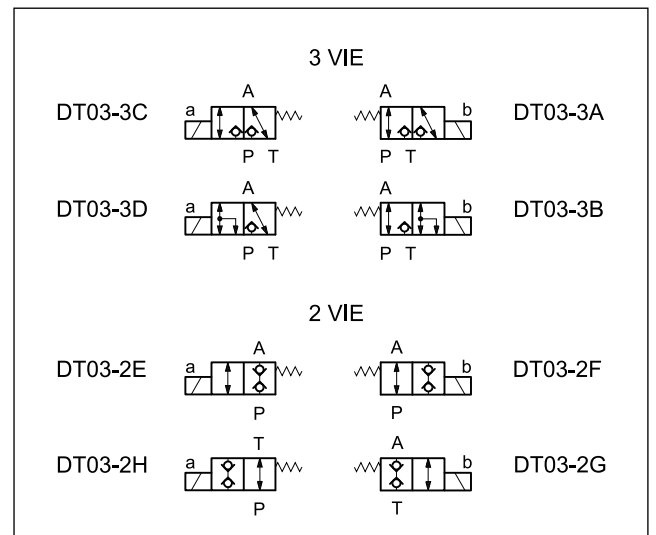 3 VIE
A A
DT03-3C a b DT03-3A
P T P T
A A
DT03-3D a b DT03-3B
P T P T
2 VIE
A A
DT03-2E a b DT03-2F
P P
T A
DT03-2H a b DT03-2G
P T